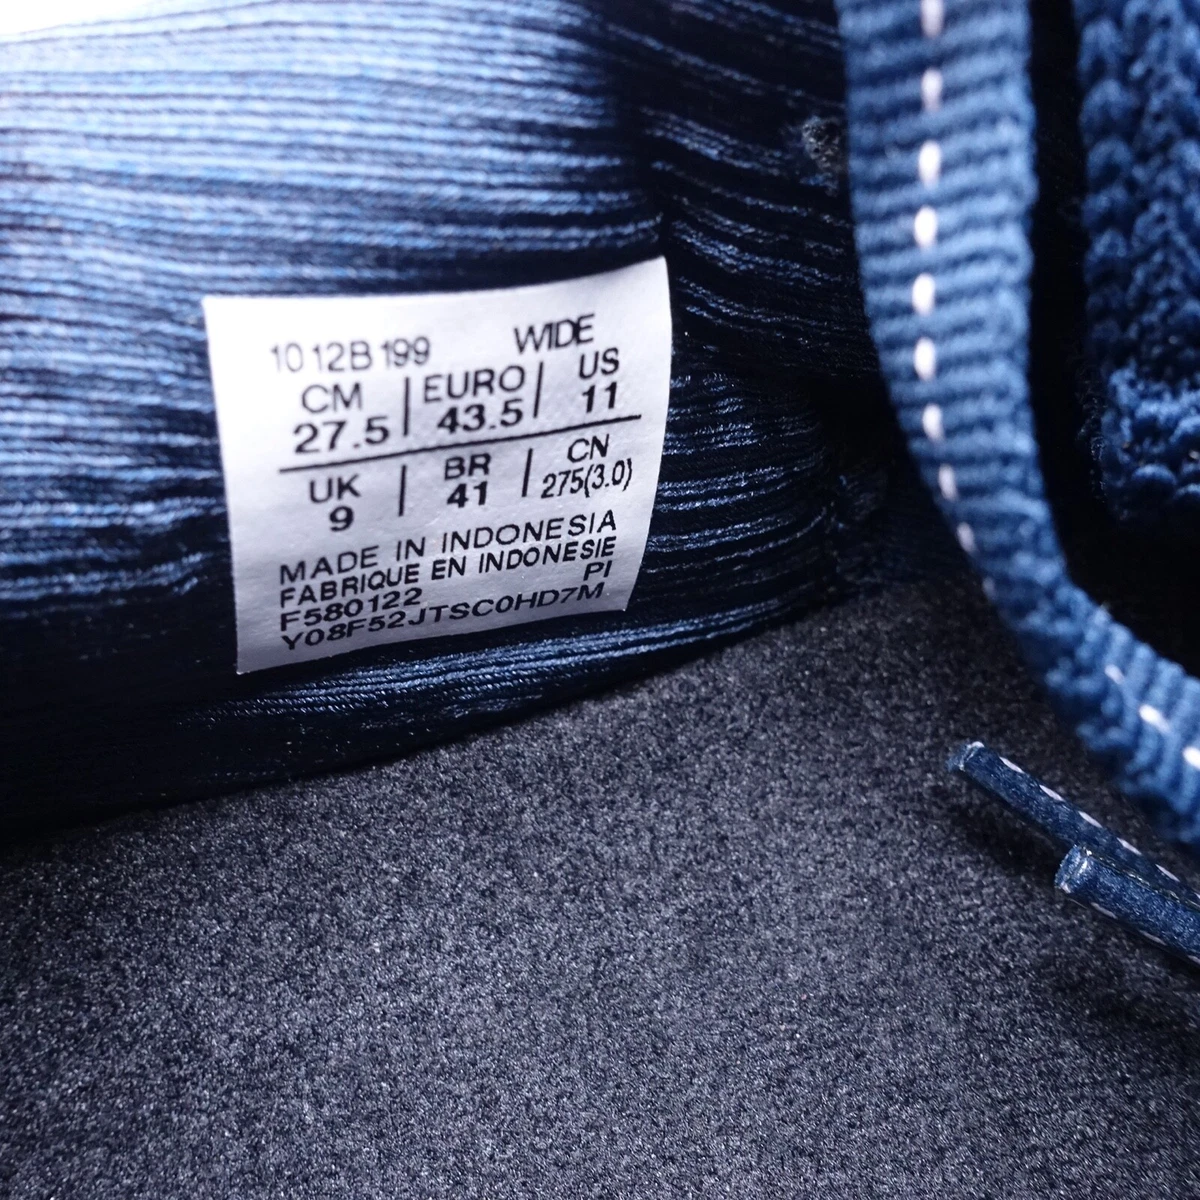 1012B199 WIDE
CM | EURO | US
27.5 | 43.5 | 11
UK | BR | CN
9 | 41 | 275(3.0)
MADE IN INDONESIA
FABRIQUE EN INDONESIE
PI
F580122
Y08F52JTSC0HD7M